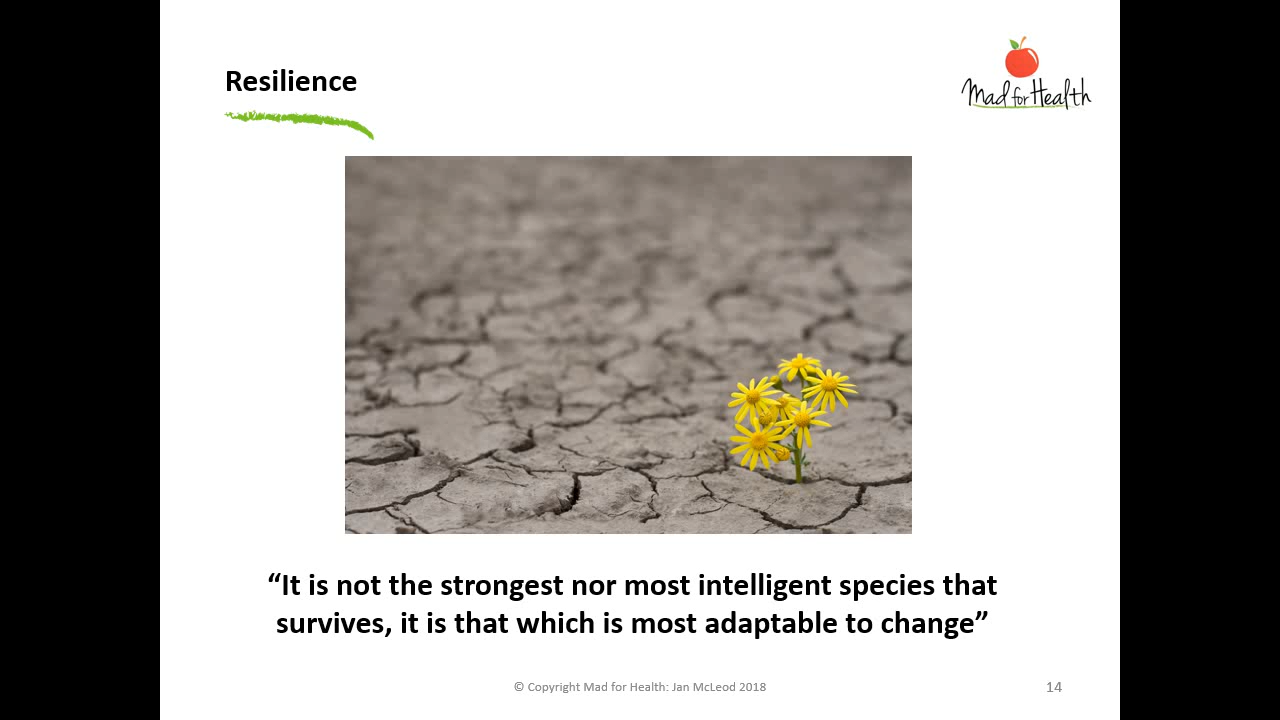 Resilience
Mad for Health
“It is not the strongest nor most intelligent species that
survives, it is that which is most adaptable to change”
© Copyright Mad for Health: Jan McLeod 2018
14